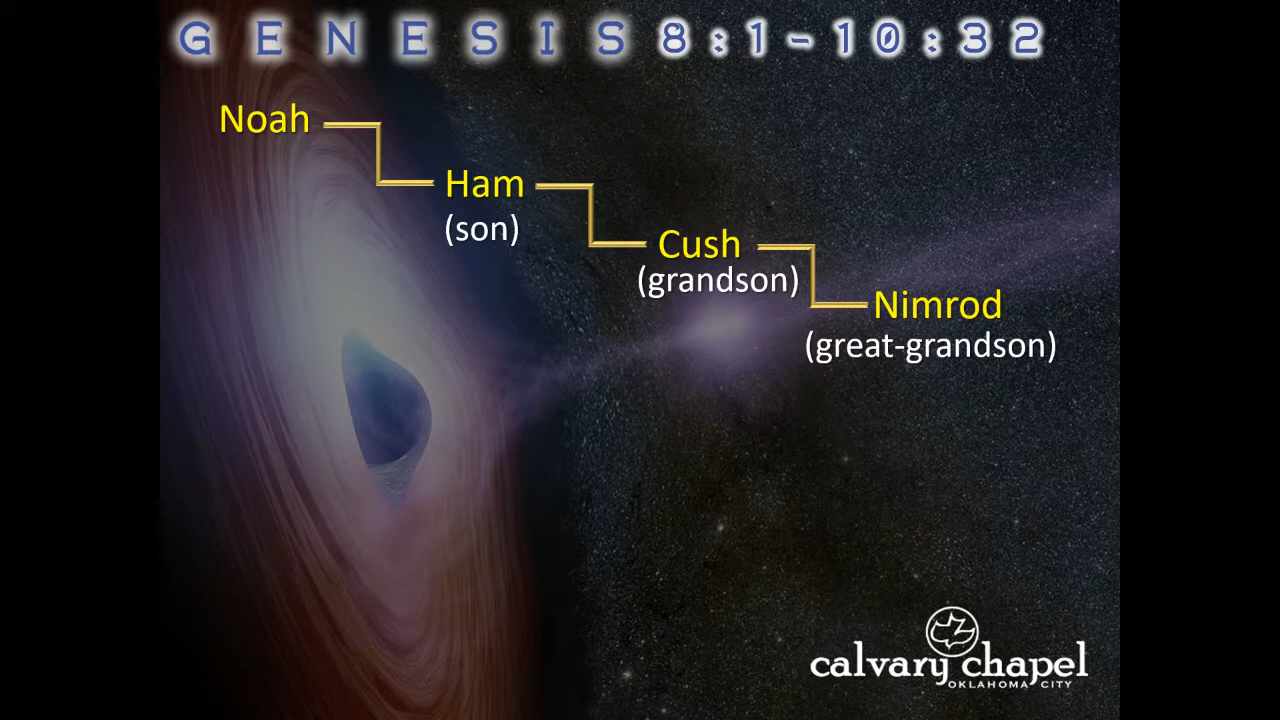 GENESIS 8:1-10:32
Noah
Ham
(son)
Cush
(grandson)
Nimrod
(great-grandson)
calvary chapel
OKLAHOMA CITY